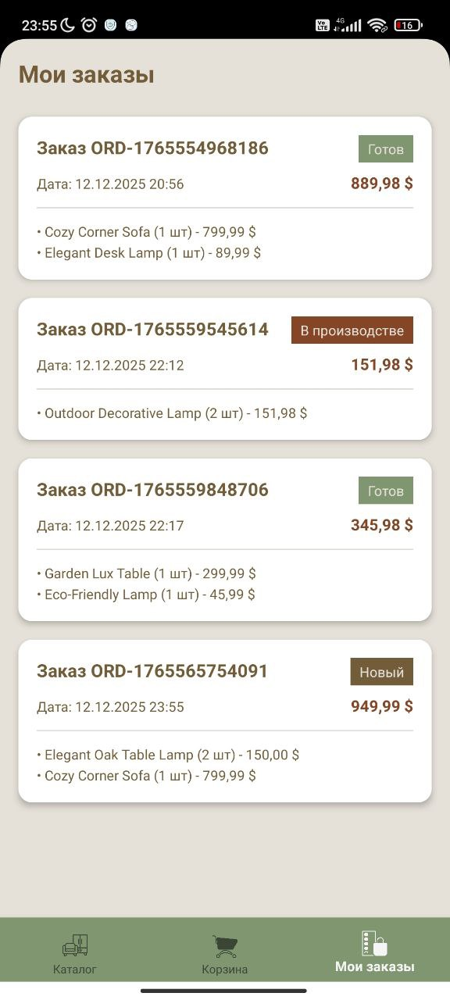 23:55 Vo LTE 4G 16
Мои заказы
Заказ ORD-1765554968186 Готов
Дата: 12.12.2025 20:56 889,98 $
• Cozy Corner Sofa (1 шт) - 799,99 $
• Elegant Desk Lamp (1 шт) - 89,99 $
Заказ ORD-1765559545614 В производстве
Дата: 12.12.2025 22:12 151,98 $
• Outdoor Decorative Lamp (2 шт) - 151,98 $
Заказ ORD-1765559848706 Готов
Дата: 12.12.2025 22:17 345,98 $
• Garden Lux Table (1 шт) - 299,99 $
• Eco-Friendly Lamp (1 шт) - 45,99 $
Заказ ORD-1765565754091 Новый
Дата: 12.12.2025 23:55 949,99 $
• Elegant Oak Table Lamp (2 шт) - 150,00 $
• Cozy Corner Sofa (1 шт) - 799,99 $
Каталог Корзина Мои заказы